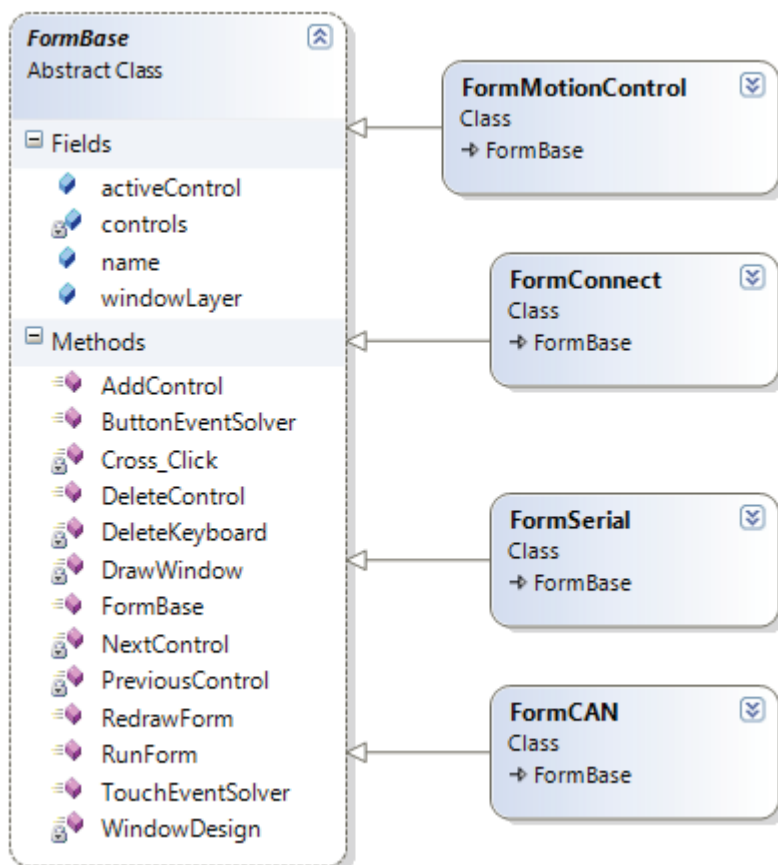 FormBase
Abstract Class
Fields
activeControl
controls
name
windowLayer
Methods
AddControl
ButtonEventSolver
Cross_Click
DeleteControl
DeleteKeyboard
DrawWindow
FormBase
NextControl
PreviousControl
RedrawForm
RunForm
TouchEventSolver
WindowDesign
FormMotionControl
Class
FormBase
FormConnect
Class
FormBase
FormSerial
Class
FormBase
FormCAN
Class
FormBase